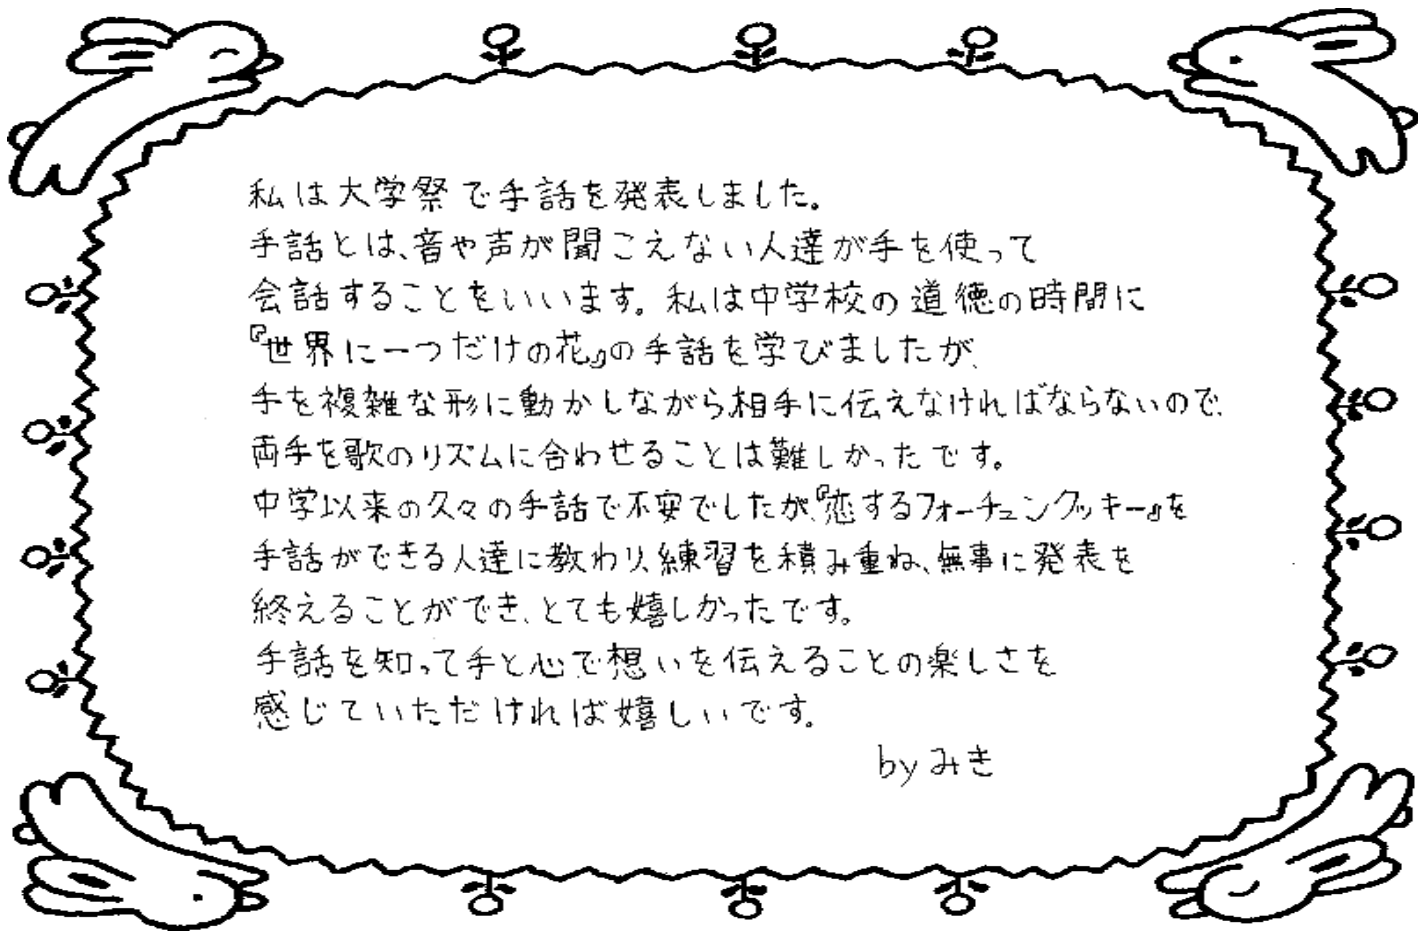 私は大学祭で手話を発表しました。
手話とは、音や声が聞こえない人達が手を使って
会話することをいいます。私は中学校の道徳の時間に
『世界に一つだけの花』の手話を学びましたが、
手を複雑な形に動かしながら相手に伝えなければならないので、
両手を歌のリズムに合わせることは難しかったです。
中学以来の久々の手話で不安でしたが、『恋するフォーチュンクッキー』を
手話ができる人達に教わり、練習を積み重ね、無事に発表を
終えることができ、とても嬉しかったです。
手話を知って手と心で想いを伝えることの楽しさを
感じていただければ嬉しいです。
by みき